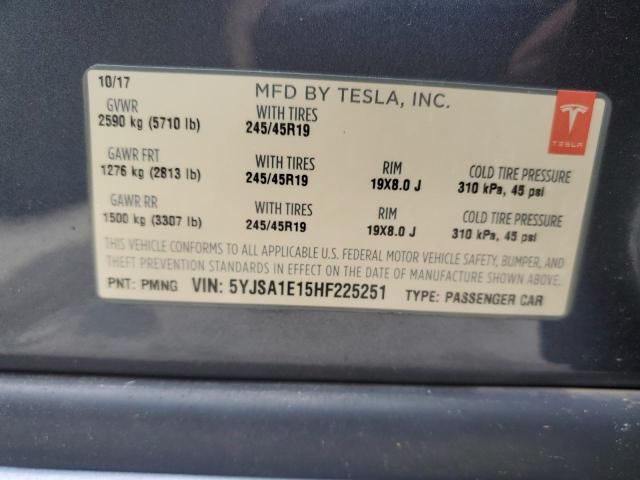 10/17 MFD BY TESLA, INC.
GVWR WITH TIRES
2590 kg (5710 lb) 245/45R19
TESLA
GAWR FRT WITH TIRES RIM COLD TIRE PRESSURE
1276 kg (2813 lb) 245/45R19 19X8.0 J 310 kPa, 45 psi
GAWR RR WITH TIRES RIM COLD TIRE PRESSURE
1500 kg (3307 lb) 245/45R19 19X8.0 J 310 kPa, 45 psi
THIS VEHICLE CONFORMS TO ALL APPLICABLE U.S. FEDERAL MOTOR VEHICLE SAFETY, BUMPER, AND
THEFT PREVENTION STANDARDS IN EFFECT ON THE DATE OF MANUFACTURE SHOWN ABOVE.
PNT: PMNG VIN: 5YJSA1E15HF225251 TYPE: PASSENGER CAR